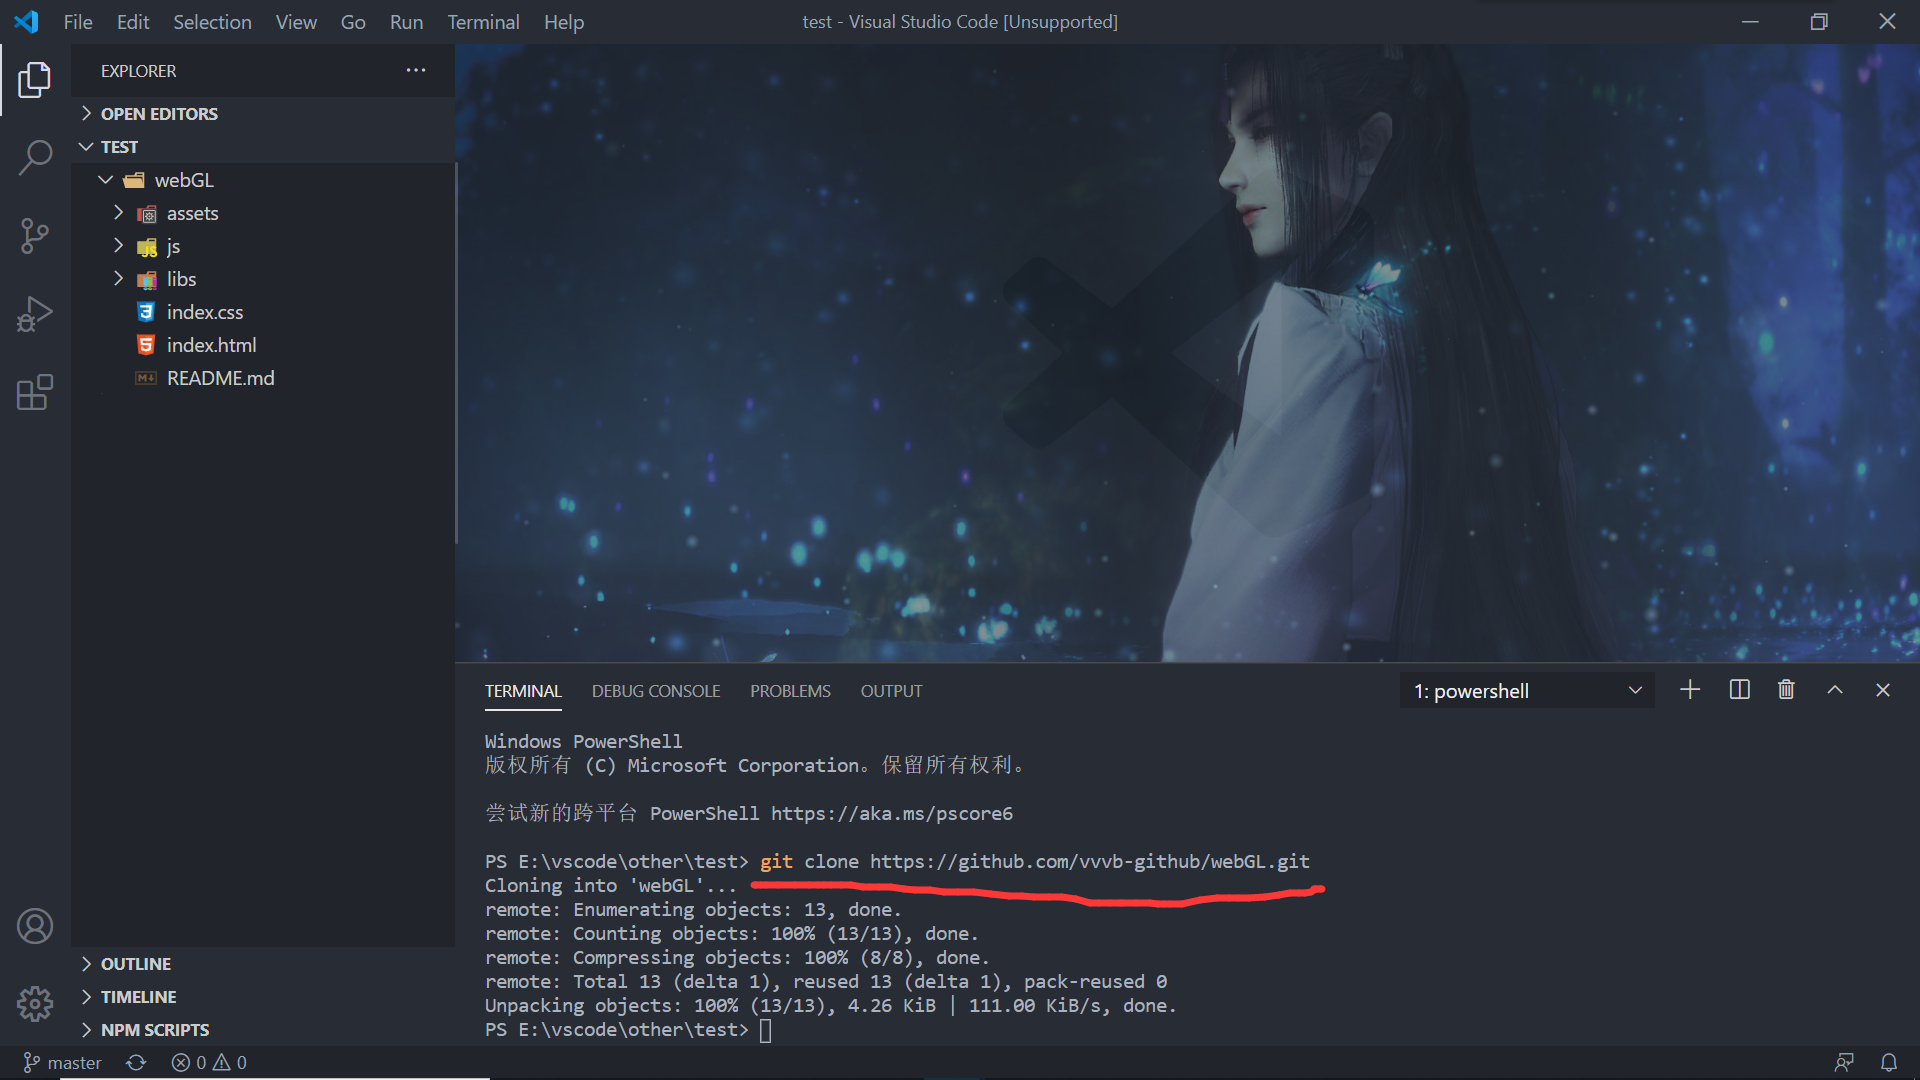 File Edit Selection View Go Run Terminal Help
test - Visual Studio Code [Unsupported]
EXPLORER
OPEN EDITORS
TEST
webGL
assets
js
libs
index.css
index.html
README.md
OUTLINE
TIMELINE
NPM SCRIPTS
TERMINAL DEBUG CONSOLE PROBLEMS OUTPUT
1: powershell
Windows PowerShell
版权所有 (C) Microsoft Corporation。保留所有权利。
尝试新的跨平台 PowerShell https://aka.ms/pscore6
PS E:\vscode\other\test> git clone https://github.com/vvvb-github/webGL.git
Cloning into 'webGL'...
remote: Enumerating objects: 13, done.
remote: Counting objects: 100% (13/13), done.
remote: Compressing objects: 100% (8/8), done.
remote: Total 13 (delta 1), reused 13 (delta 1), pack-reused 0
Unpacking objects: 100% (13/13), 4.26 KiB | 111.00 KiB/s, done.
PS E:\vscode\other\test>
master 0 0